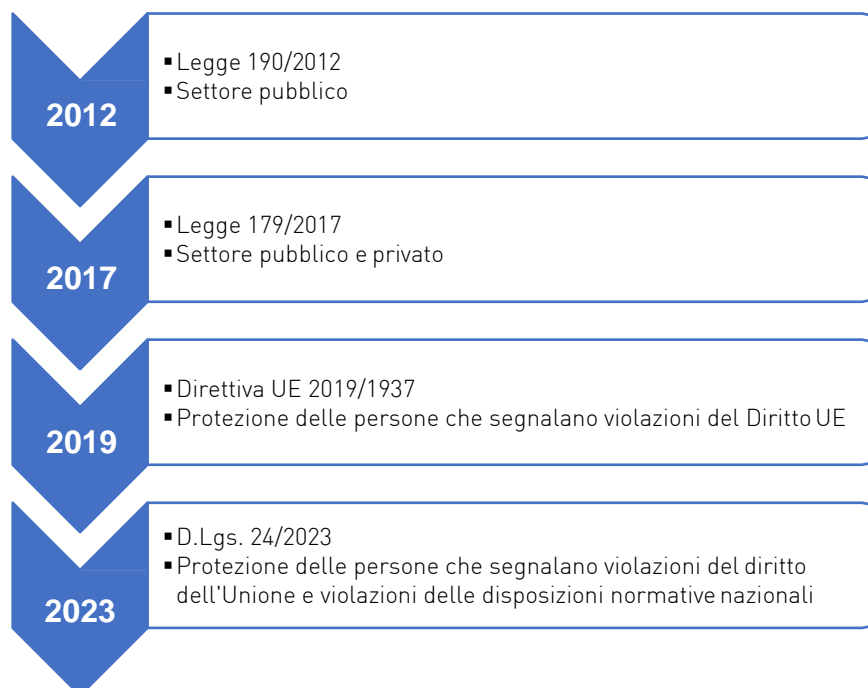 2012
▪Legge 190/2012
▪Settore pubblico
2017
▪Legge 179/2017
▪Settore pubblico e privato
2019
▪Direttiva UE 2019/1937
▪Protezione delle persone che segnalano violazioni del Diritto UE
2023
▪D.Lgs. 24/2023
▪Protezione delle persone che segnalano violazioni del diritto
dell'Unione e violazioni delle disposizioni normative nazionali